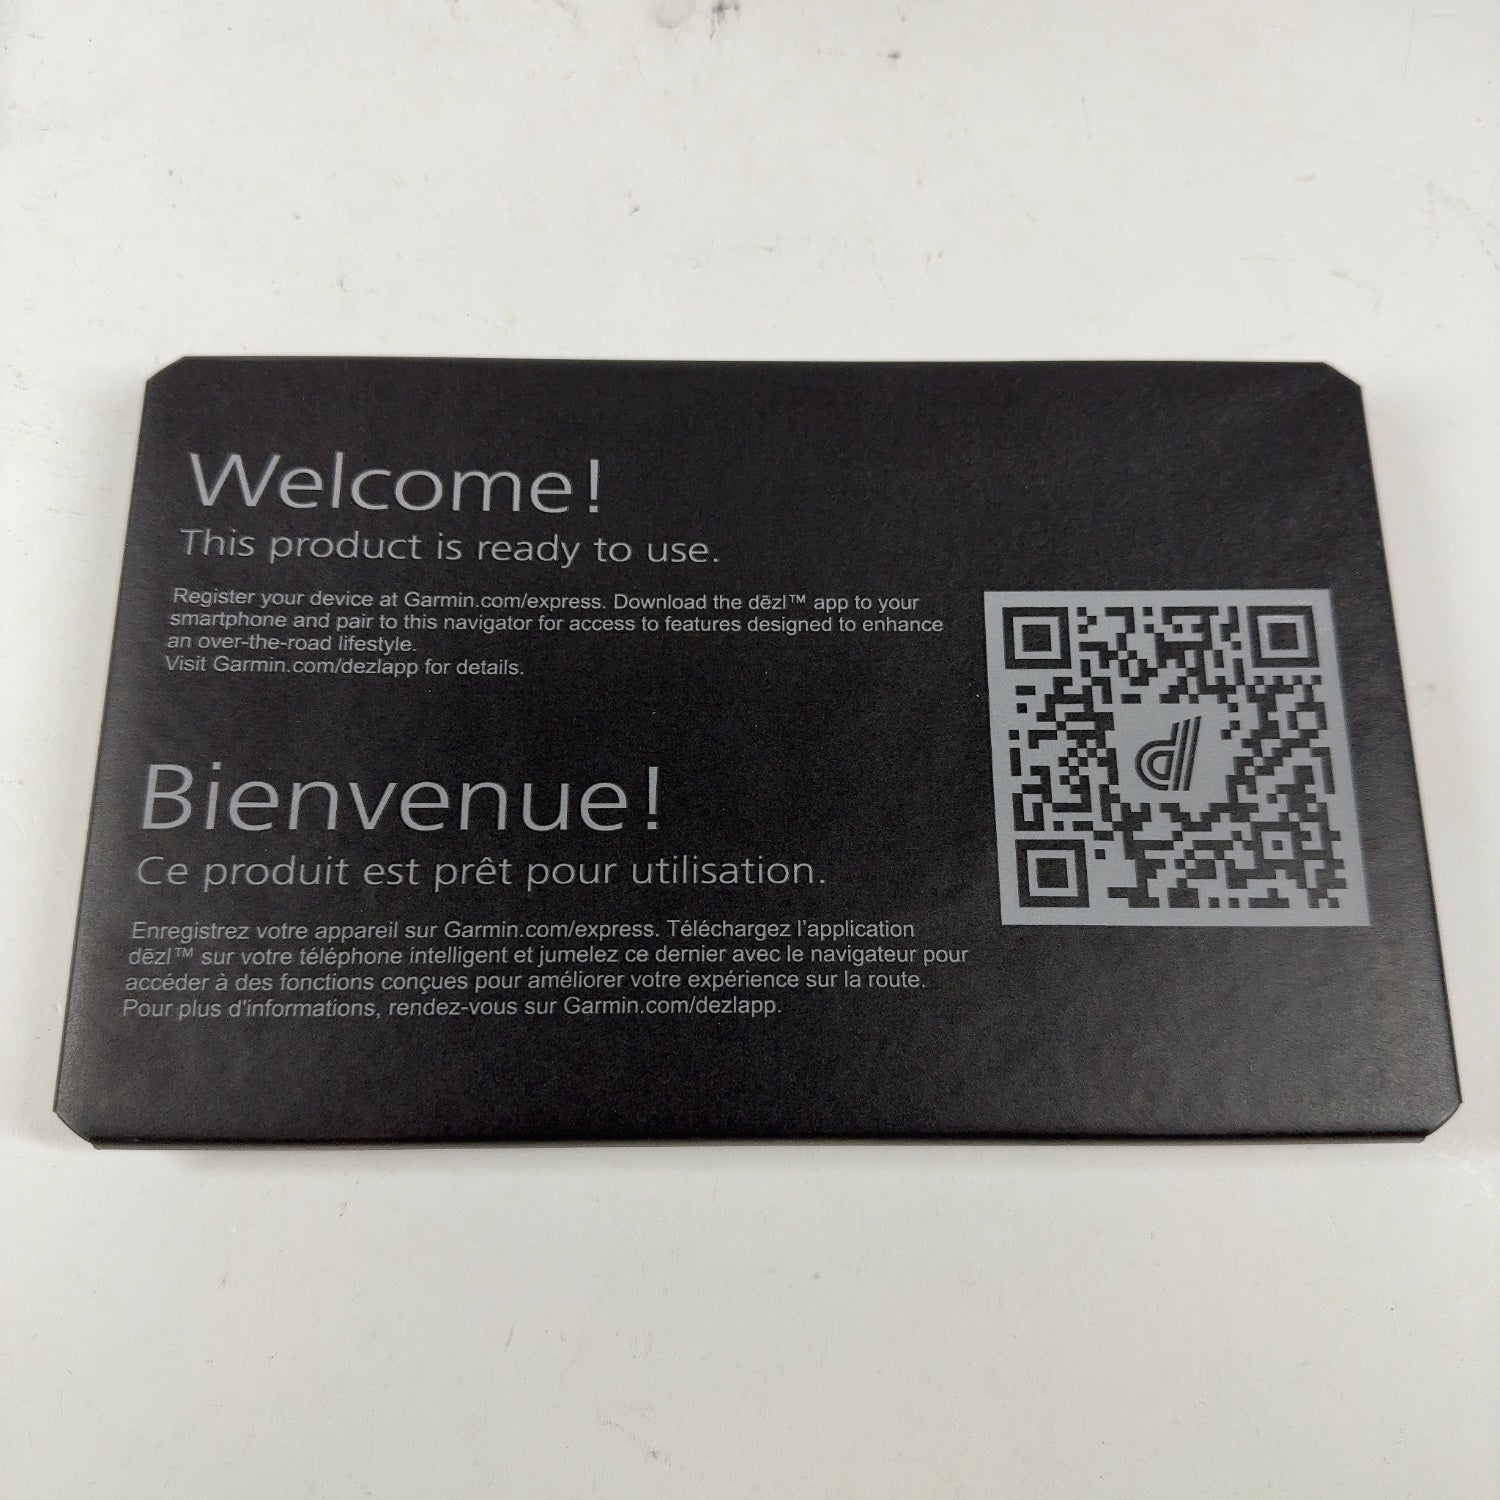 Welcome!
This product is ready to use.
Register your device at Garmin.com/express. Download the dēzl™ app to your
smartphone and pair to this navigator for access to features designed to enhance
an over-the-road lifestyle.
Visit Garmin.com/dezlapp for details.
Bienvenue!
Ce produit est prêt pour utilisation.
Enregistrez votre appareil sur Garmin.com/express. Téléchargez l'application
dēzl™ sur votre téléphone intelligent et jumelez ce dernier avec le navigateur pour
accéder à des fonctions conçues pour améliorer votre expérience sur la route.
Pour plus d'informations, rendez-vous sur Garmin.com/dezlapp.